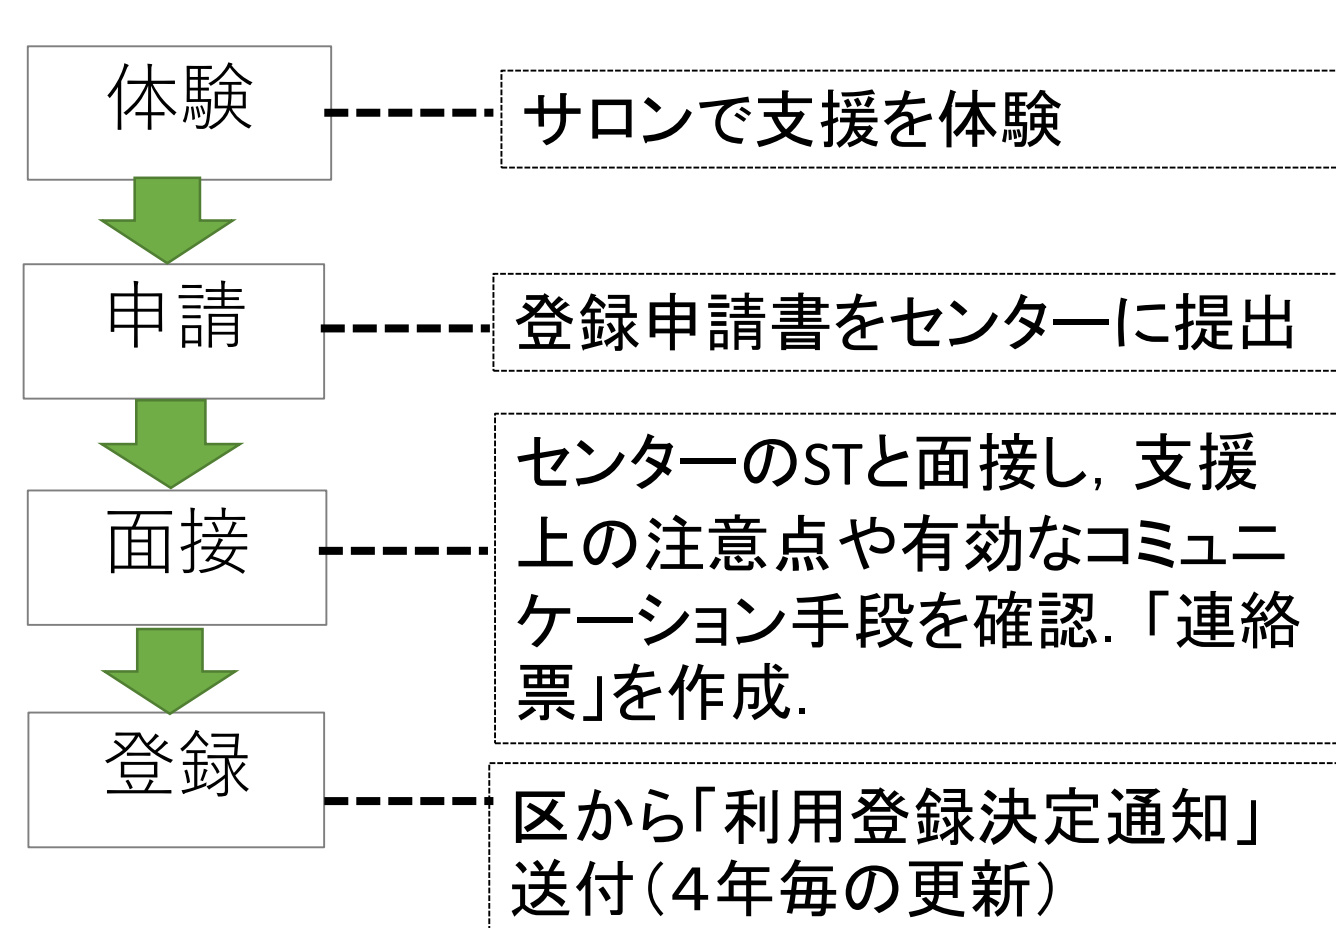 体験
サロンで支援を体験
申請
登録申請書をセンターに提出
面接
センターのSTと面接し，支援
上の注意点や有効なコミュニ
ケーション手段を確認．「連絡
票」を作成．
登録
区から「利用登録決定通知」
送付（４年毎の更新）